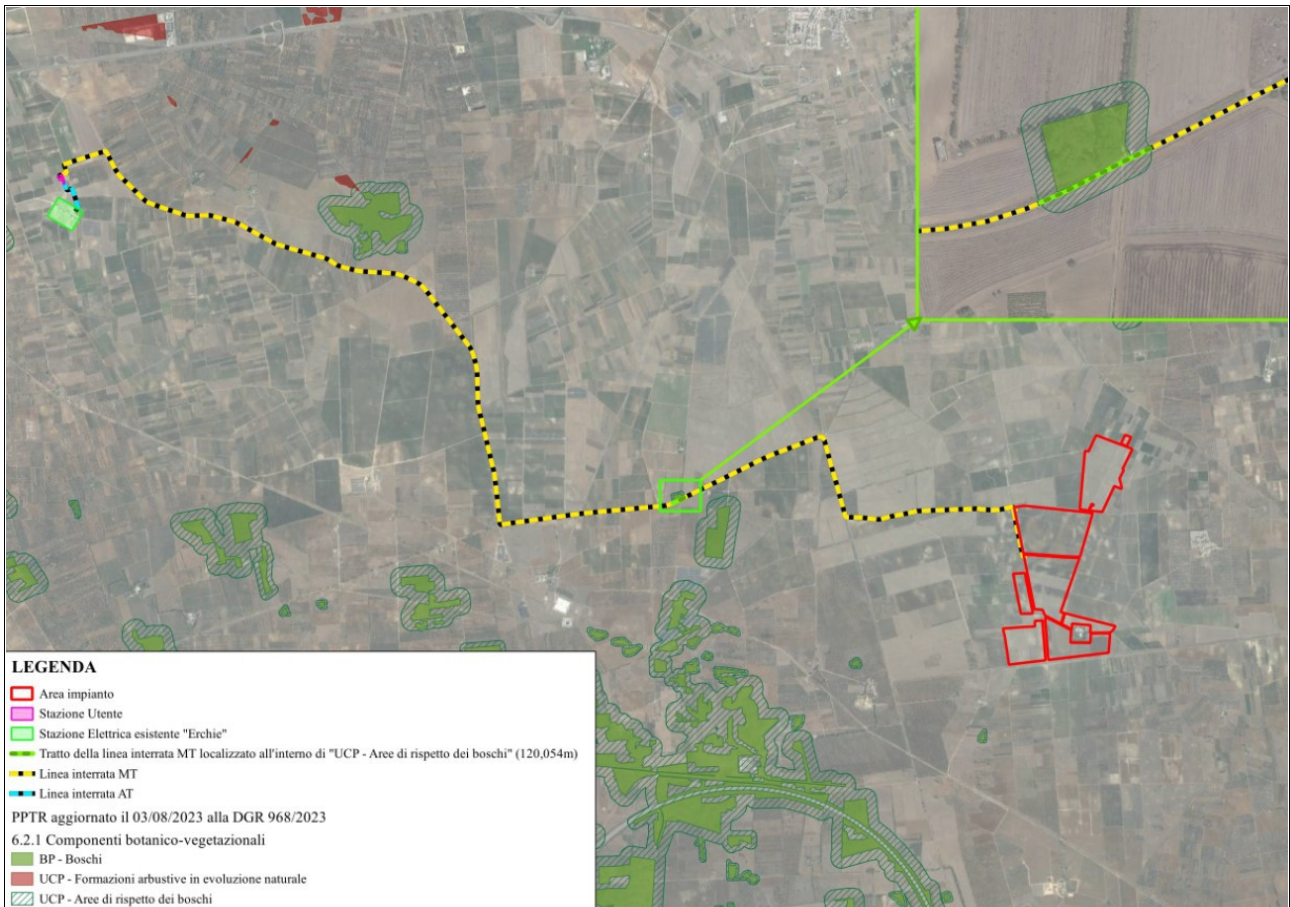 LEGENDA
Area impianto
Stazione Utente
Stazione Elettrica esistente "Erchie"
Tratto della linea interrata MT localizzato all'interno di "UCP - Aree di rispetto dei boschi" (120,054m)
Linea interrata MT
Linea interrata AT
PPTR aggiornato il 03/08/2023 alla DGR 968/2023
6.2.1 Componenti botanico-vegetazionali
BP - Boschi
UCP - Formazioni arbustive in evoluzione naturale
UCP - Aree di rispetto dei boschi